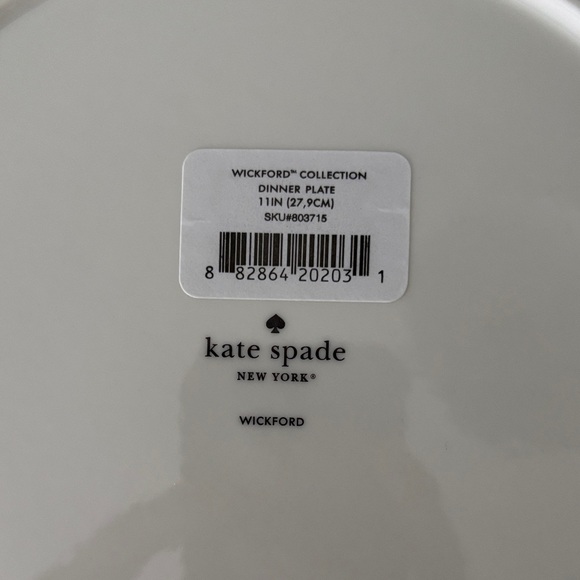 WICKFORD™ COLLECTION
DINNER PLATE
11IN (27,9CM)
SKU#803715
8 82864 20203 1
kate spade
NEW YORK®
WICKFORD